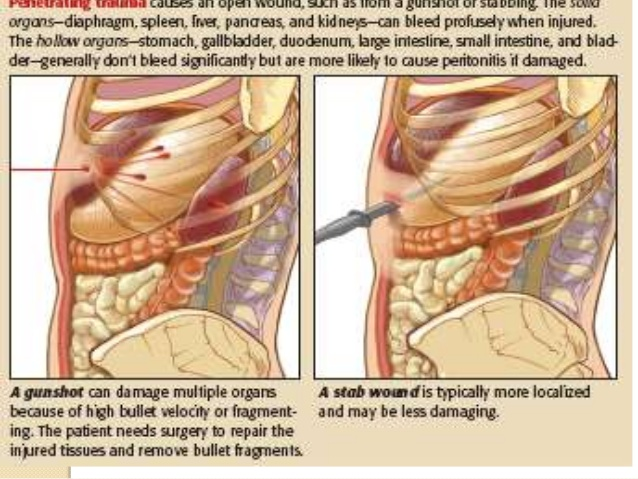 Penetrating trauma causes an open wound, such as from a gunshot or stabbing. The solid
organs—diaphragm, spleen, liver, pancreas, and kidneys—can bleed profusely when injured.
The hollow organs—stomach, gallbladder, duodenum, large intestine, small intestine, and blad-
der—generally don't bleed significantly but are more likely to cause peritonitis if damaged.
A gunshot can damage multiple organs
because of high bullet velocity or fragment-
ing. The patient needs surgery to repair the
injured tissues and remove bullet fragments.
A stab wound is typically more localized
and may be less damaging.